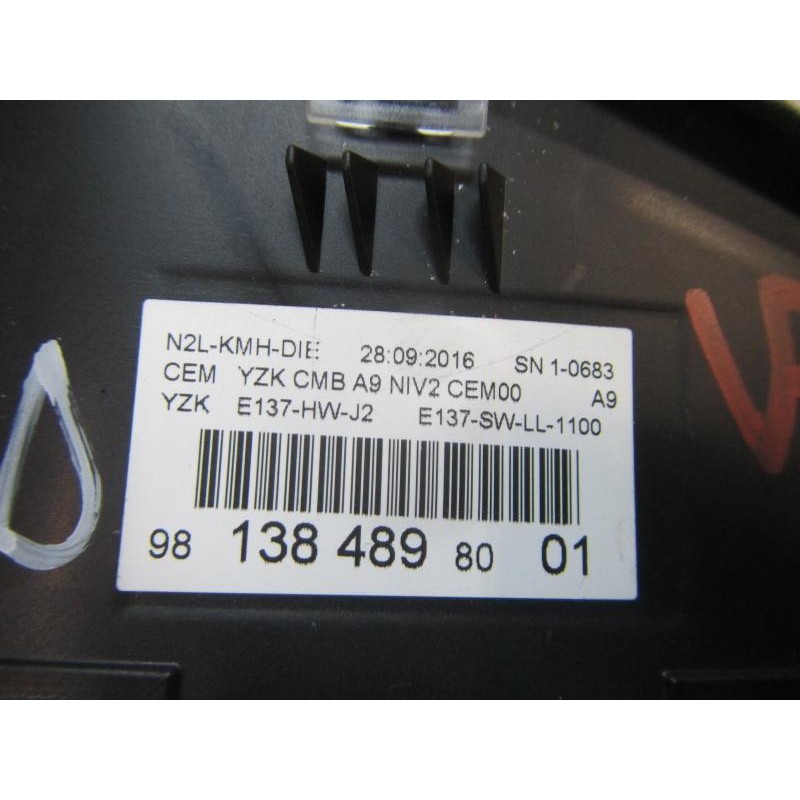 N2L-KMH-DIE 28:09:2016 SN 1-0683
CEM YZK CMB A9 NIV2 CEM00 A9
YZK E137-HW-J2 E137-SW-LL-1100
98 138 489 80 01